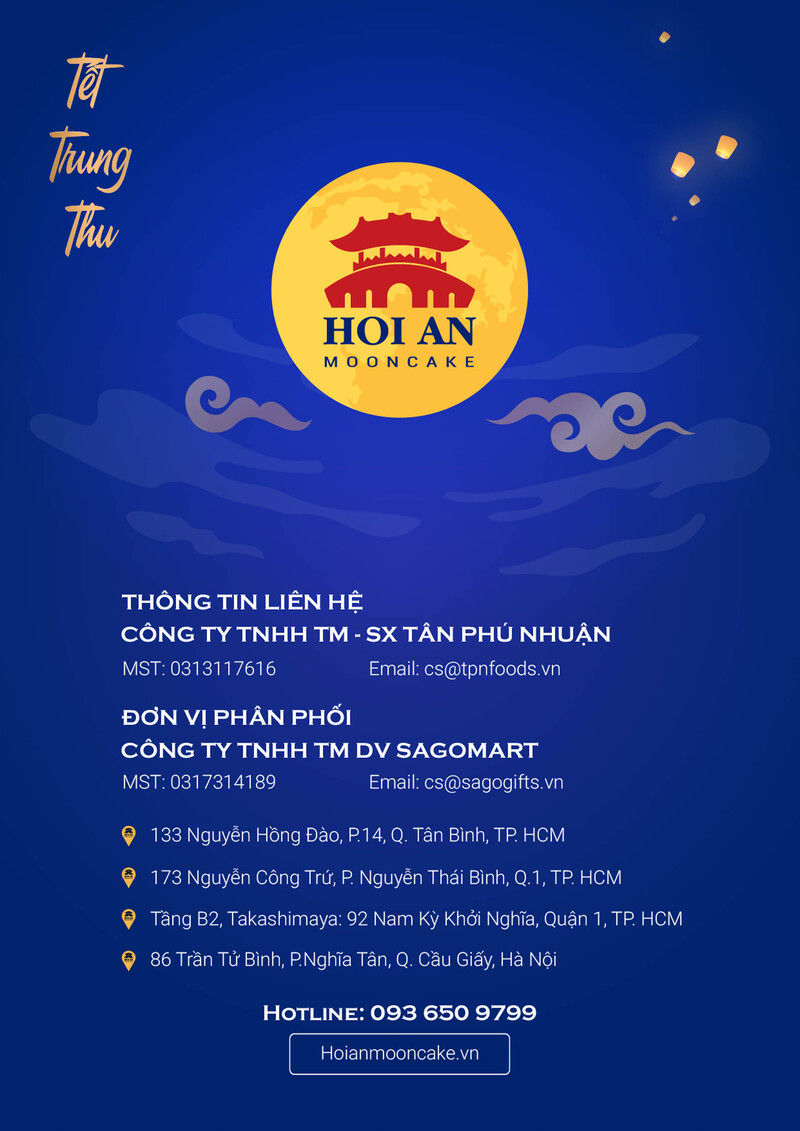 Tết
Trung
Thu
HOI AN
MOONCAKE
THÔNG TIN LIÊN HỆ
CÔNG TY TNHH TM - SX TÂN PHÚ NHUẬN
MST: 0313117616 Email: cs@tpnfoods.vn
ĐƠN VỊ PHÂN PHỐI
CÔNG TY TNHH TM DV SAGOMART
MST: 0317314189 Email: cs@sagogifts.vn
133 Nguyễn Hồng Đào, P.14, Q. Tân Bình, TP. HCM
173 Nguyễn Công Trứ, P. Nguyễn Thái Bình, Q.1, TP. HCM
Tầng B2, Takashimaya: 92 Nam Kỳ Khởi Nghĩa, Quận 1, TP. HCM
86 Trần Tử Bình, P.Nghĩa Tân, Q. Cầu Giấy, Hà Nội
HOTLINE: 093 650 9799
Hoianmooncake.vn